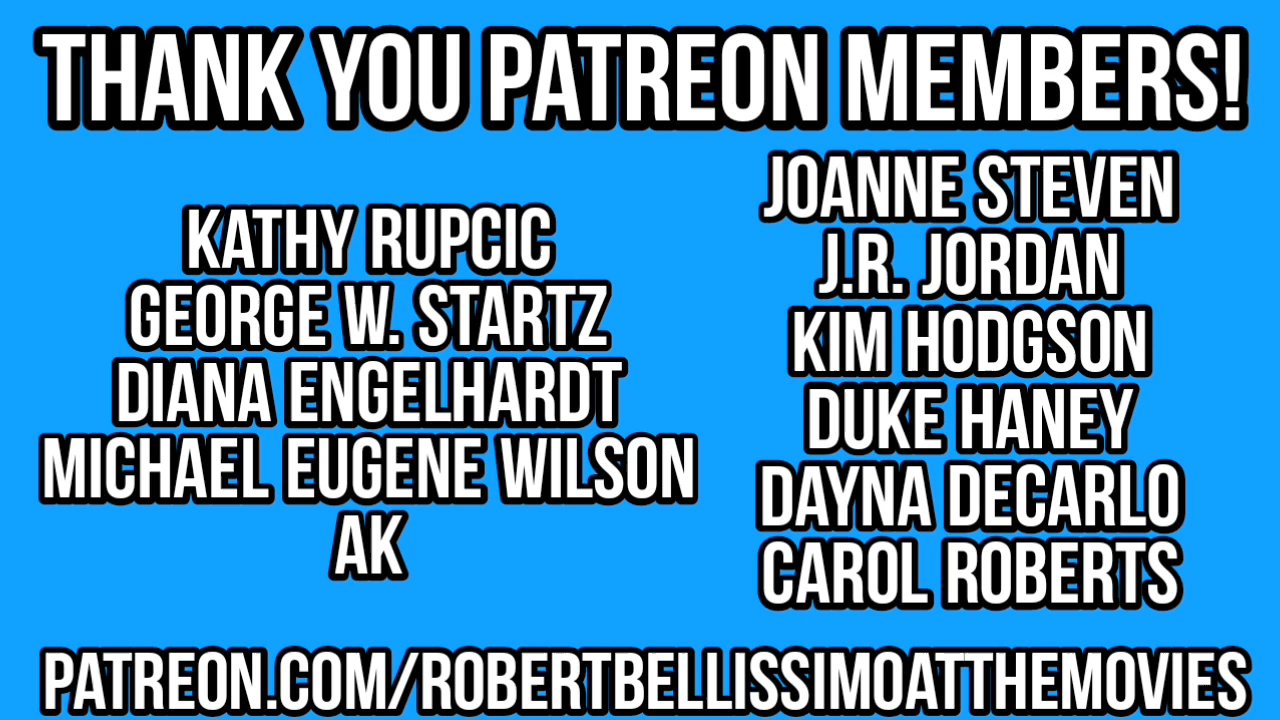 THANK YOU PATREON MEMBERS!
KATHY RUPCIC
GEORGE W. STARTZ
DIANA ENGELHARDT
MICHAEL EUGENE WILSON
AK
JOANNE STEVEN
J.R. JORDAN
KIM HODGSON
DUKE HANEY
DAYNA DECARLO
CAROL ROBERTS
PATREON.COM/ROBERTBELLISSIMOATTHEMOVIES